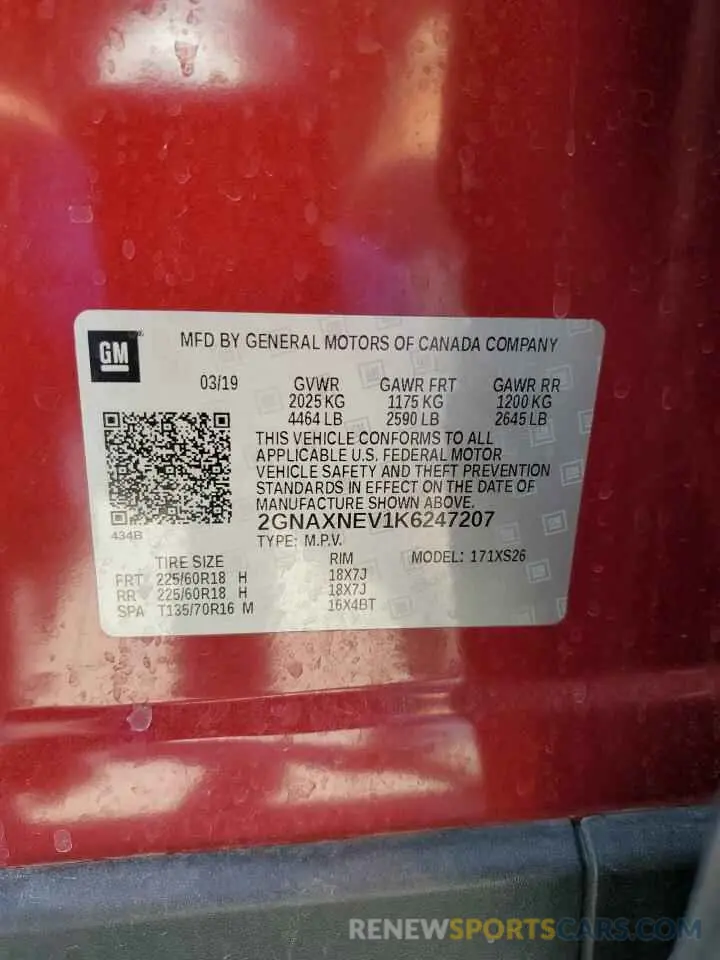 GM
MFD BY GENERAL MOTORS OF CANADA COMPANY
03/19 GVWR GAWR FRT GAWR RR
2025 KG 1175 KG 1200 KG
4464 LB 2590 LB 2645 LB
THIS VEHICLE CONFORMS TO ALL
APPLICABLE U.S. FEDERAL MOTOR
VEHICLE SAFETY AND THEFT PREVENTION
STANDARDS IN EFFECT ON THE DATE OF
MANUFACTURE SHOWN ABOVE.
2GNAXNEV1K6247207
434B
TYPE: M.P.V.
TIRE SIZE RIM MODEL: 171XS26
FRT 225/60R18 H 18X7J
RR 225/60R18 H 18X7J
SPA T135/70R16 M 16X4BT
RENEWSPORTSCARS.COM